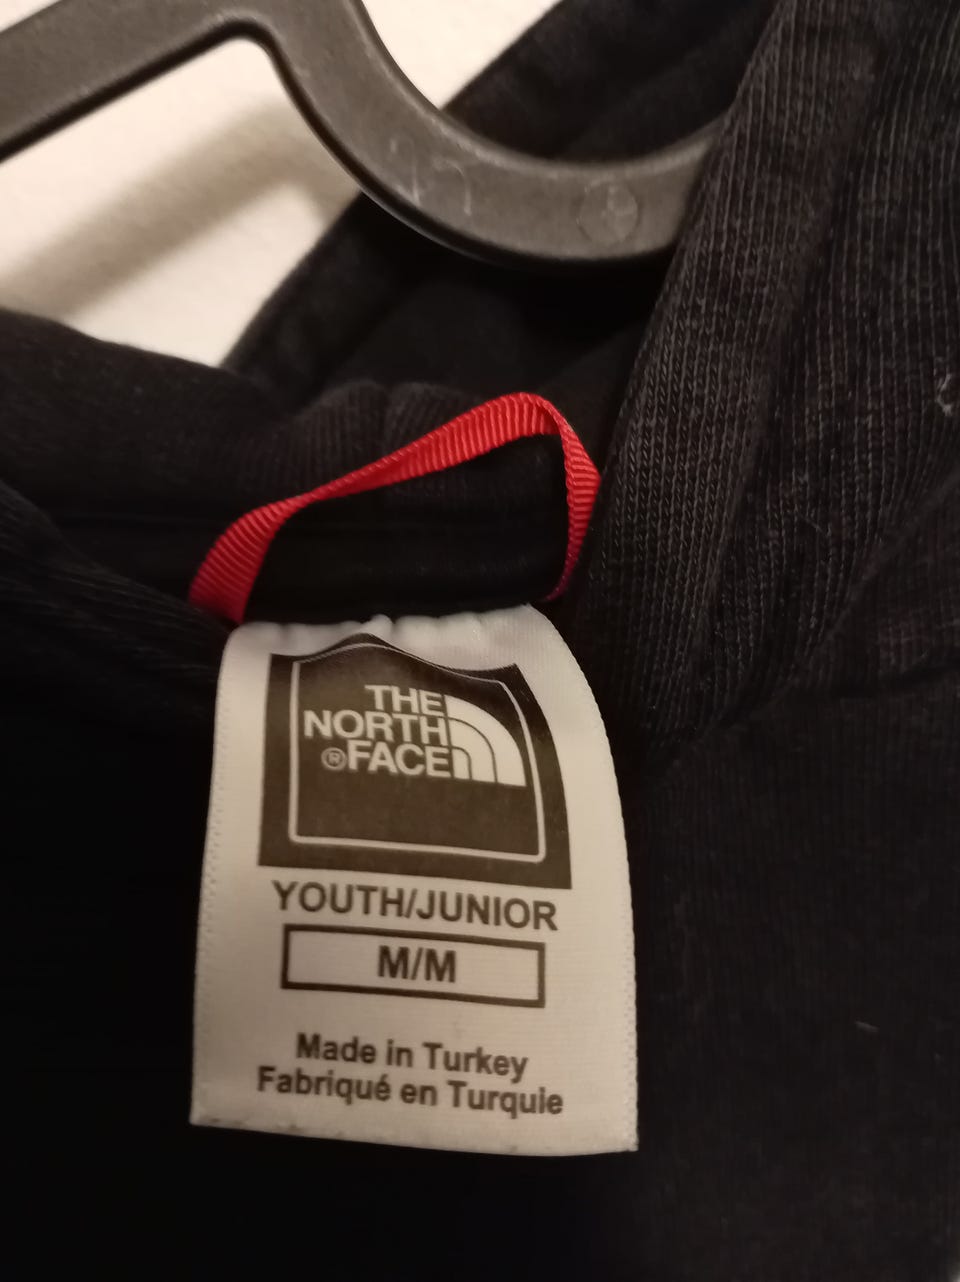 THE
NORTH
®FACE
YOUTH/JUNIOR
M/M
Made in Turkey
Fabriqué en Turquie